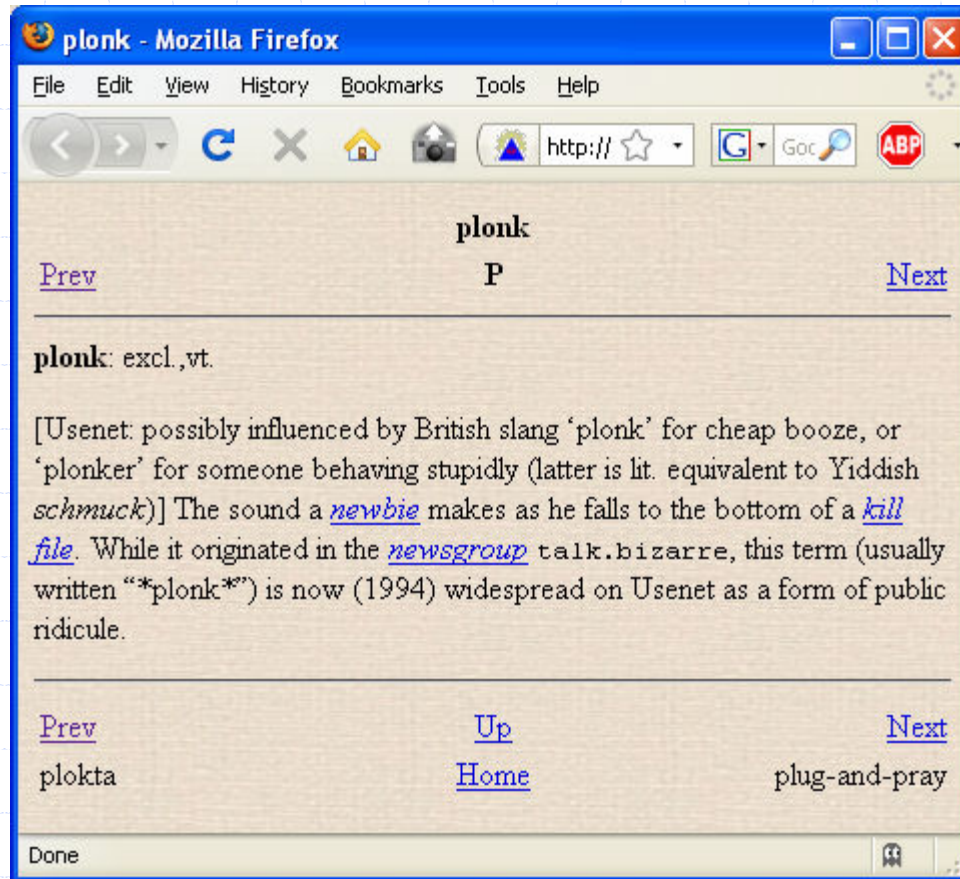 plonk - Mozilla Firefox
File Edit View History Bookmarks Tools Help
http:// G Goc ABP
plonk
Prev P Next
plonk: excl.,vt.
[Usenet: possibly influenced by British slang ‘plonk’ for cheap booze, or
‘plonker’ for someone behaving stupidly (latter is lit. equivalent to Yiddish
schmuck)] The sound a newbie makes as he falls to the bottom of a kill
file. While it originated in the newsgroup talk.bizarre, this term (usually
written “*plonk*”) is now (1994) widespread on Usenet as a form of public
ridicule.
Prev Up Next
plokta Home plug-and-pray
Done